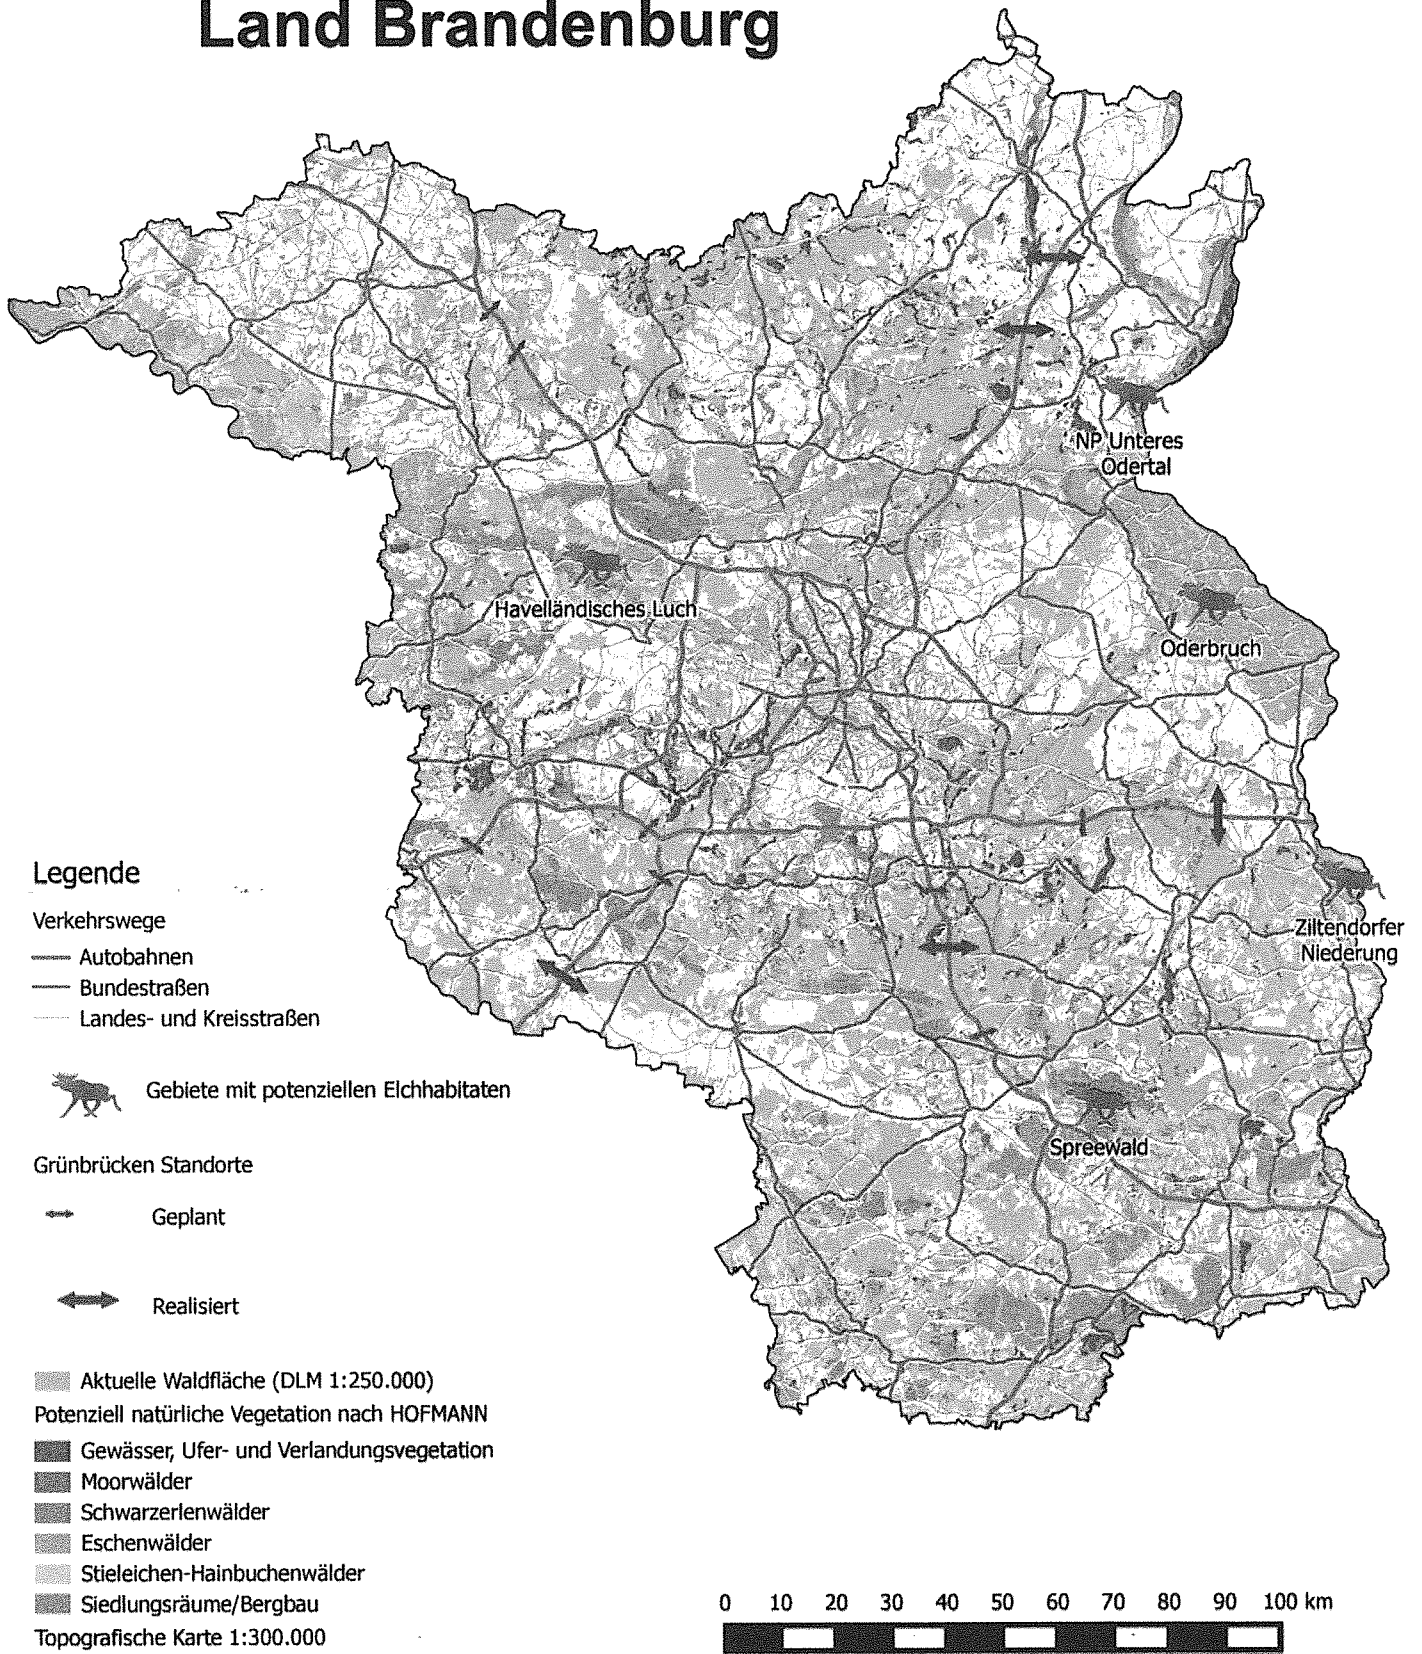 Land Brandenburg
NP Unteres
Odertal
Havelländisches Luch
Oderbruch
Ziltendorfer
Niederung
Spreewald
Legende
Verkehrswege
Autobahnen
Bundestraßen
Landes- und Kreisstraßen
Gebiete mit potenziellen Elchhabitaten
Grünbrücken Standorte
Geplant
Realisiert
Aktuelle Waldfläche (DLM 1:250.000)
Potenziell natürliche Vegetation nach HOFMANN
Gewässer, Ufer- und Verlandungsvegetation
Moorwälder
Schwarzerlenwälder
Eschenwälder
Stieleichen-Hainbuchenwälder
Siedlungsräume/Bergbau
Topografische Karte 1:300.000
0 10 20 30 40 50 60 70 80 90 100 km